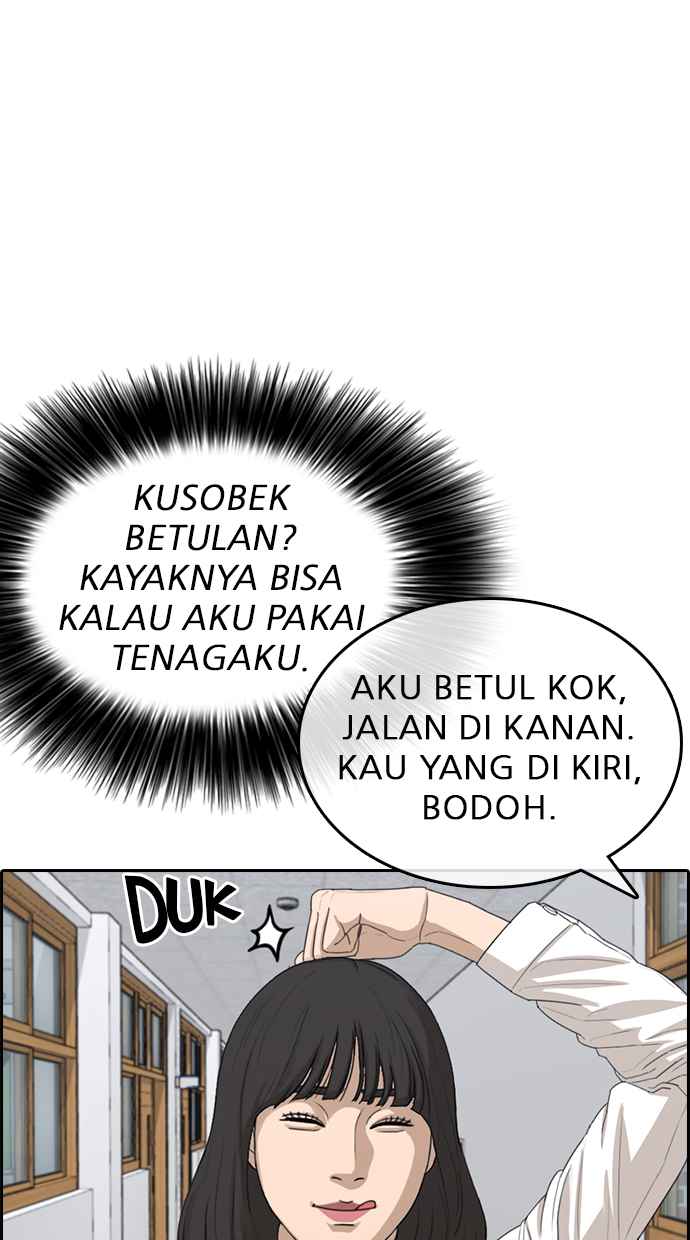 KUSOBEK
BETULAN?
KAYAKNYA BISA
KALAU AKU PAKAI
TENAGAKU.
AKU BETUL KOK,
JALAN DI KANAN.
KAU YANG DI KIRI,
BODOH.
DUK